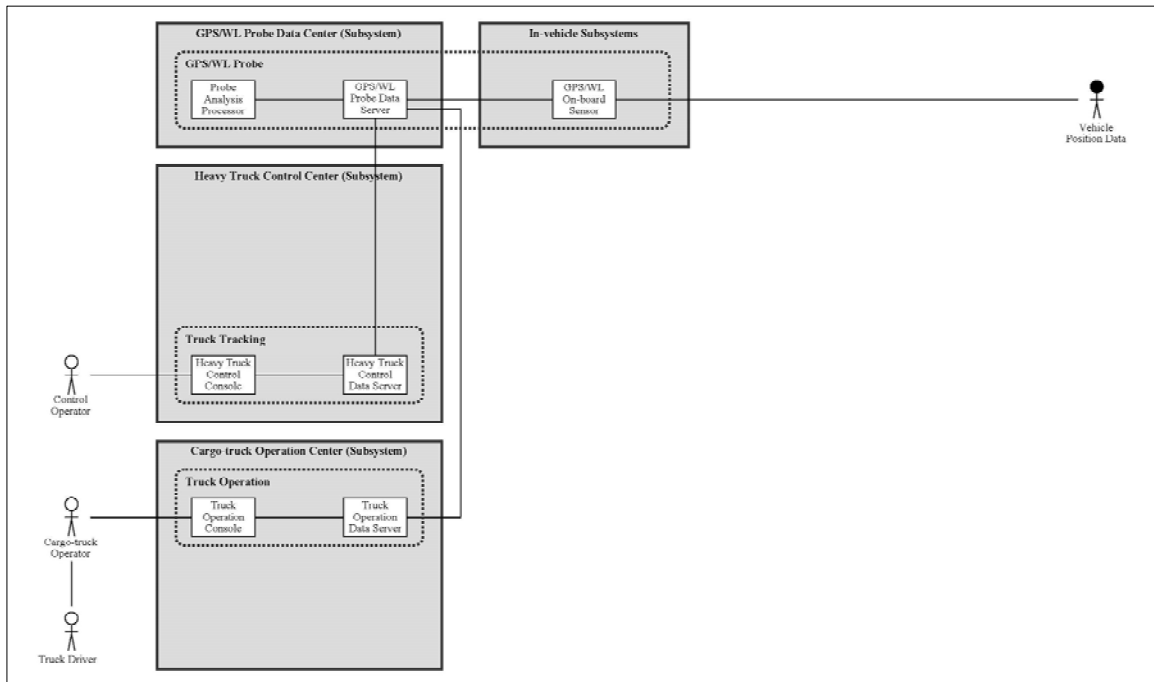 GPS/WL Probe Data Center (Subsystem)
In-vehicle Subsystems
GPS/WL Probe
Probe
Analysis
Processor
GPS/WL
Probe Data
Server
GPS/WL
On-board
Sensor
Vehicle
Position Data
Heavy Truck Control Center (Subsystem)
Truck Tracking
Heavy Truck
Control
Console
Heavy Truck
Control
Data Server
Control
Operator
Cargo-truck Operation Center (Subsystem)
Truck Operation
Truck
Operation
Console
Truck
Operation
Data Server
Cargo-truck
Operator
Truck Driver